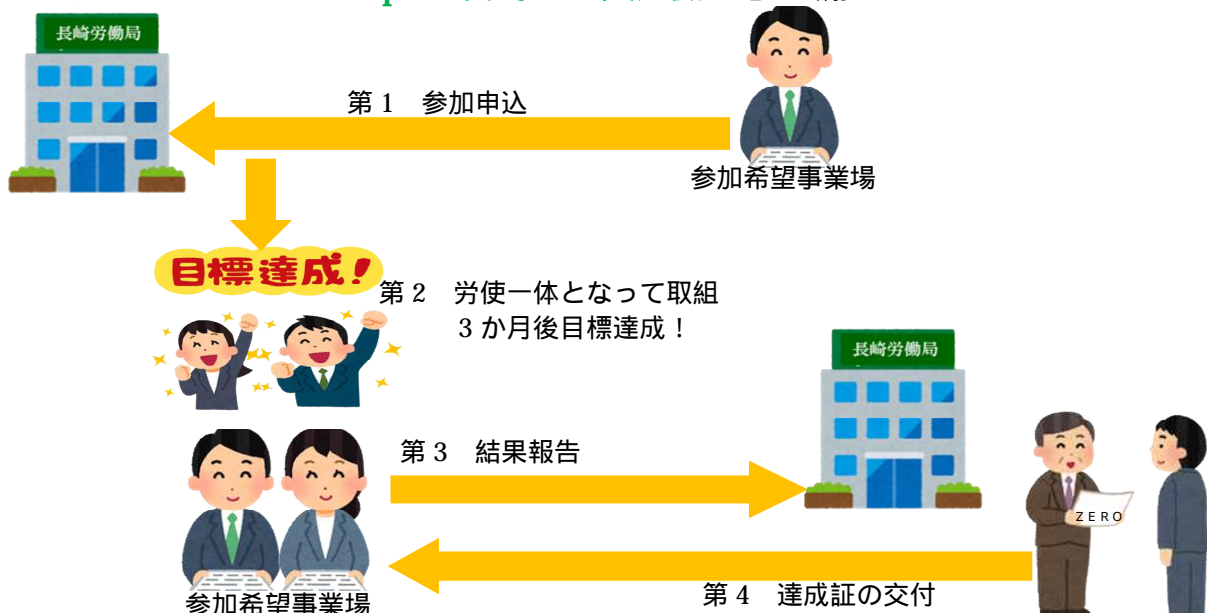 長崎労働局
第１ 参加申込
参加希望事業場
目標達成！
第２ 労使一体となって取組
３か月後目標達成！
長崎労働局
第３ 結果報告
ZERO
第４ 達成証の交付
参加希望事業場